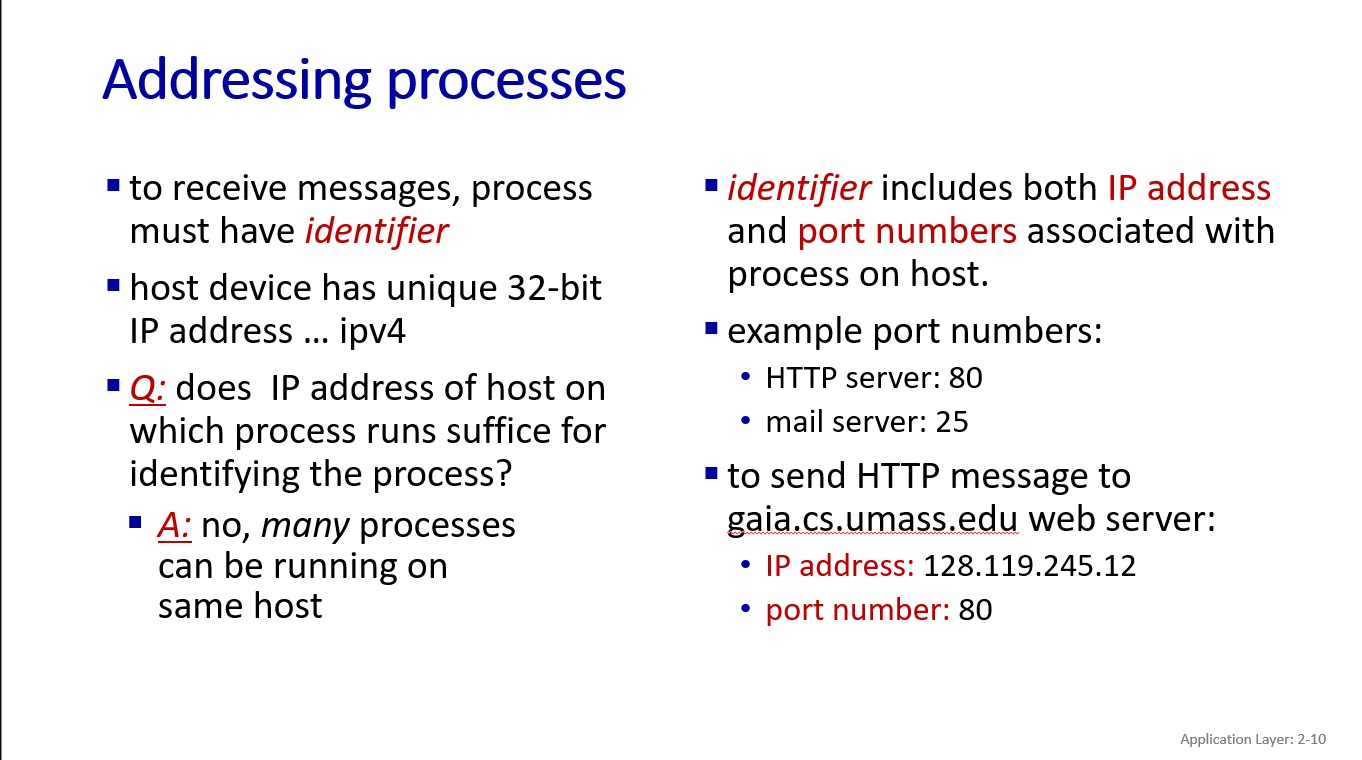 Addressing processes
to receive messages, process
must have identifier
host device has unique 32-bit
IP address … ipv4
Q: does  IP address of host on
which process runs suffice for
identifying the process?
A: no, many processes
can be running on
same host
identifier includes both IP address
and port numbers associated with
process on host.
example port numbers:
HTTP server: 80
mail server: 25
to send HTTP message to
gaia.cs.umass.edu web server:
IP address: 128.119.245.12
port number: 80
Application Layer: 2-10